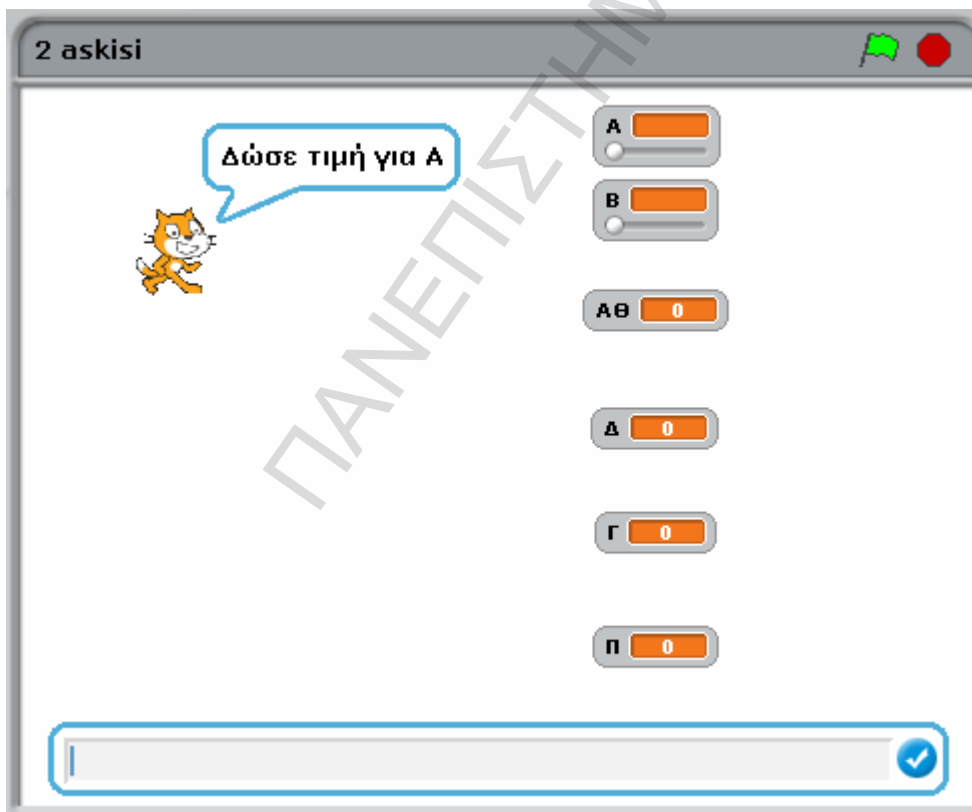 2 askisi
Δώσε τιμή για Α
Α
Β
ΑΘ 0
Δ 0
Γ 0
Π 0
ΠΑΝΕΠΙΣΤΗΜ